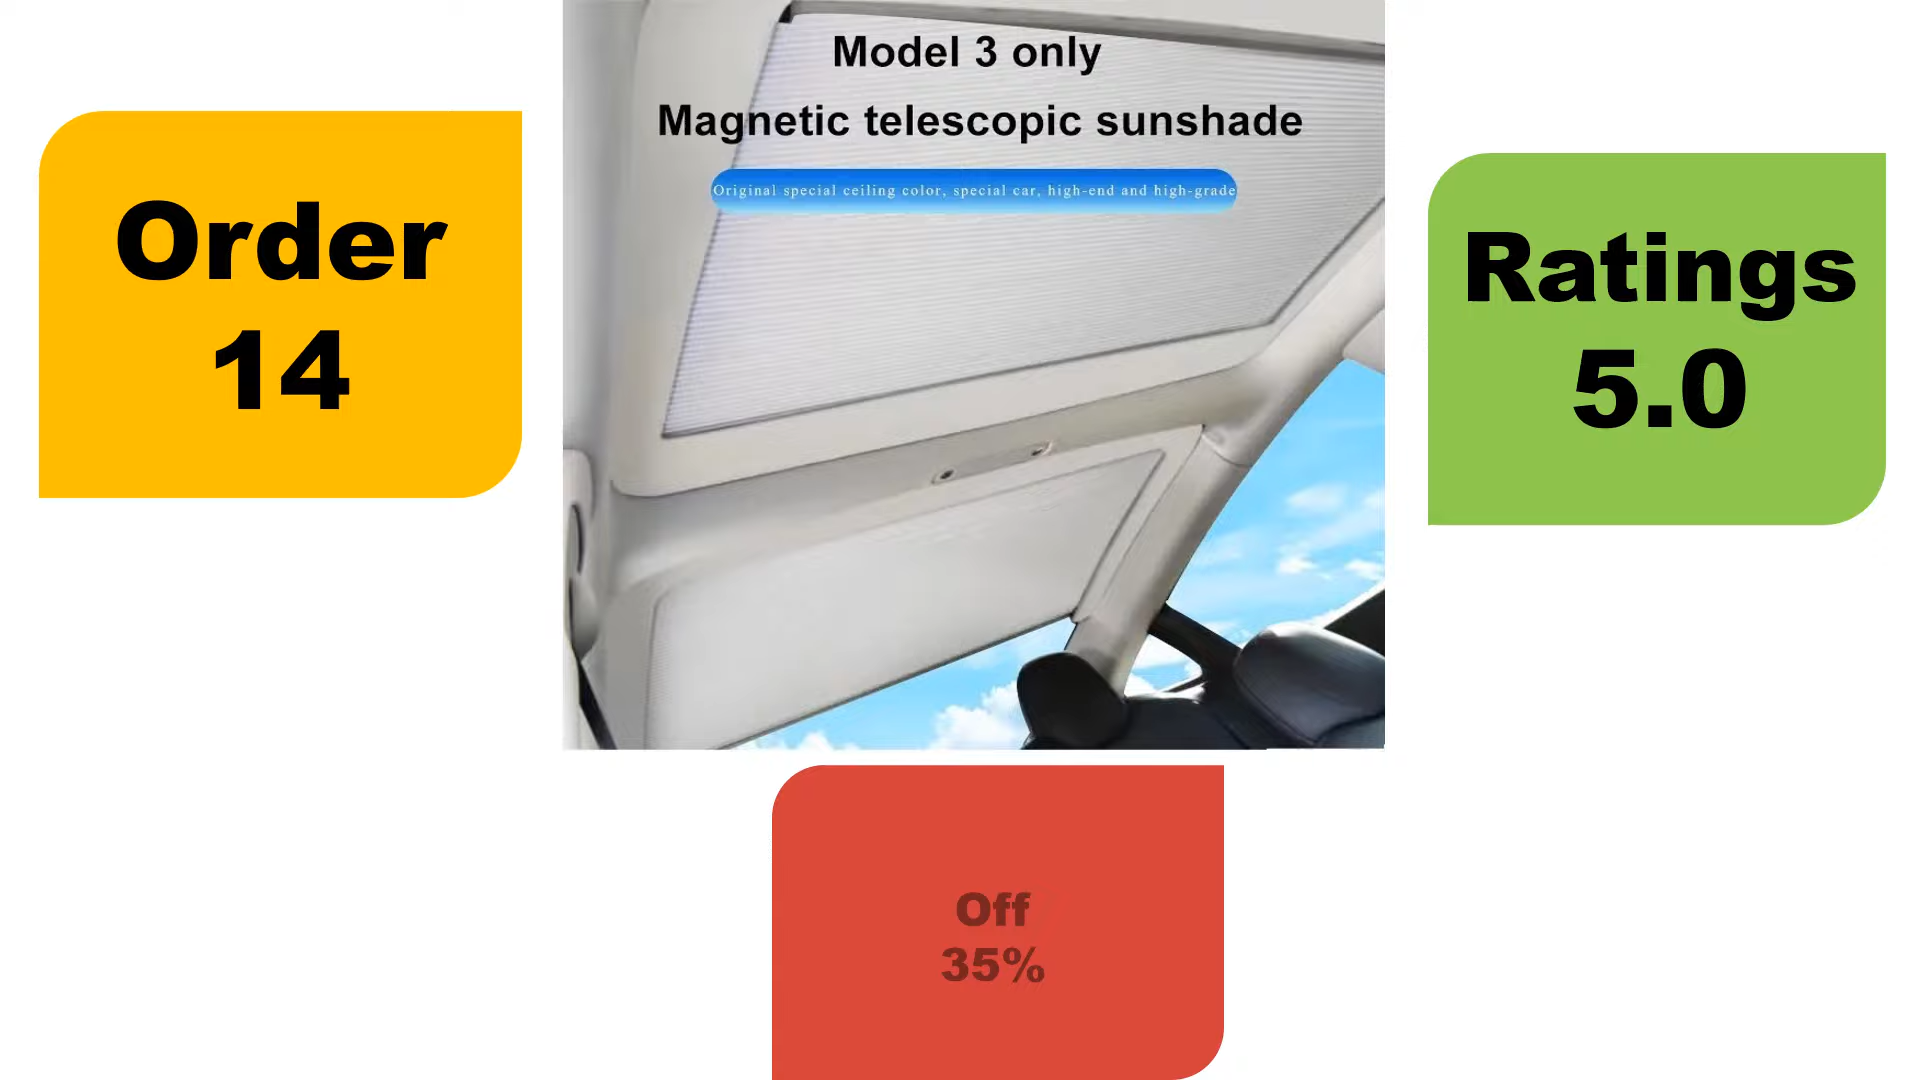 Model 3 only
Magnetic telescopic sunshade
Original special ceiling color, special car, high-end and high-grade
Order
14
Ratings
5.0
Off
35%